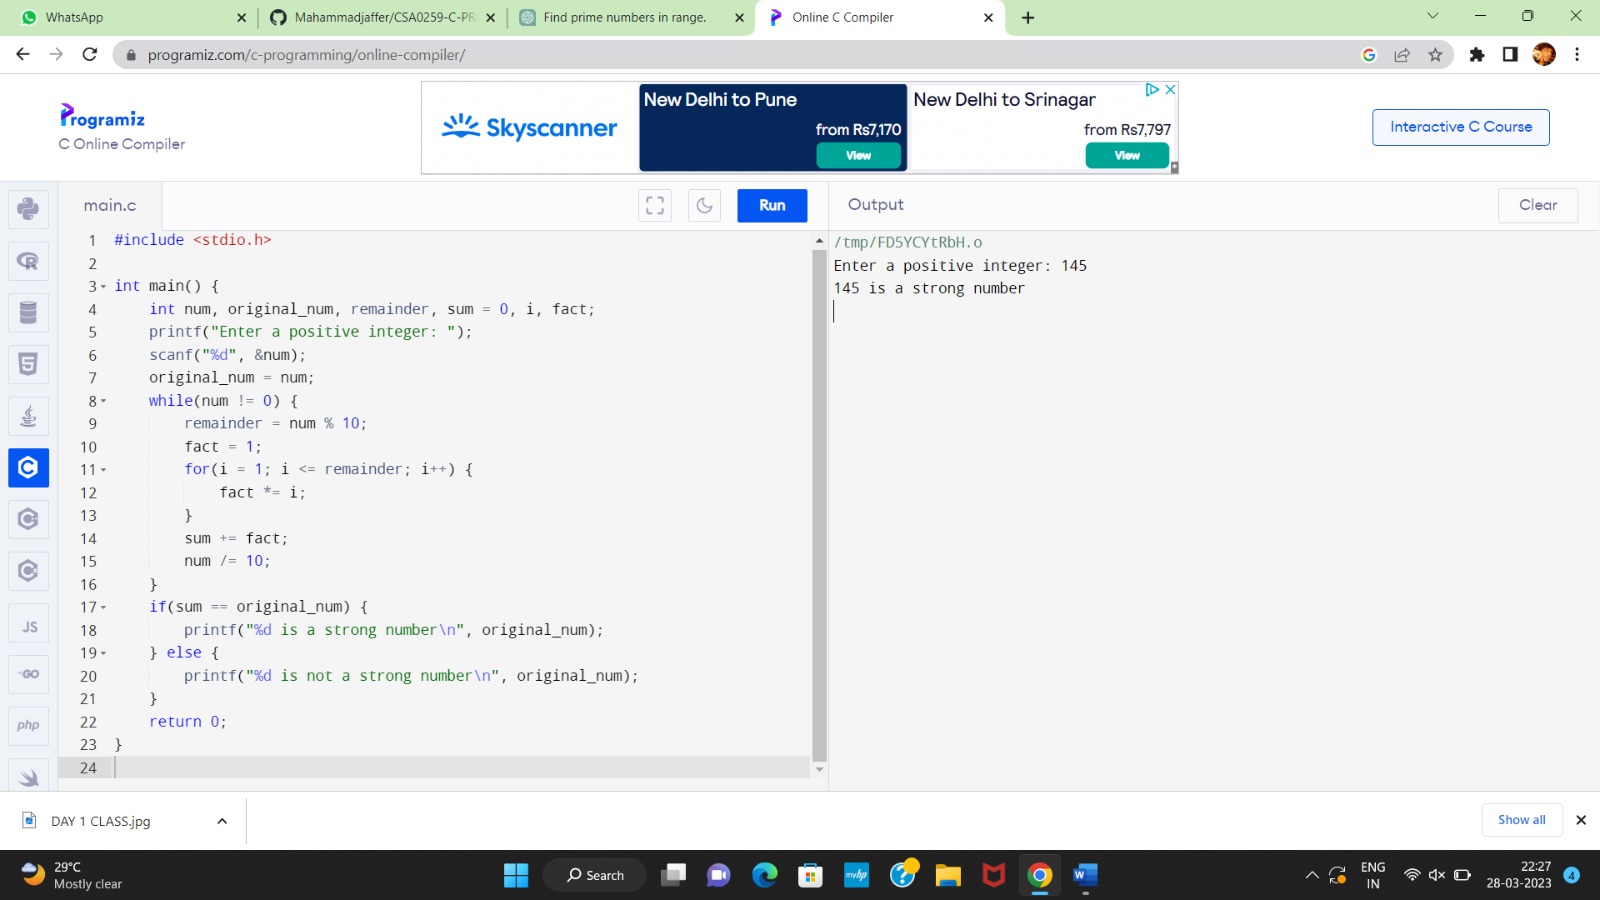 WhatsApp
Mahammadjaffer/CSA0259-C-PR
Find prime numbers in range.
Online C Compiler
programiz.com/c-programming/online-compiler/
Programiz
C Online Compiler
Skyscanner
New Delhi to Pune
from Rs7,170
View
New Delhi to Srinagar
from Rs7,797
View
Interactive C Course
main.c
Run
Output
Clear
1 #include <stdio.h>
2
3 int main() {
4 int num, original_num, remainder, sum = 0, i, fact;
5 printf("Enter a positive integer: ");
6 scanf("%d", &num);
7 original_num = num;
8 while(num != 0) {
9 remainder = num % 10;
10 fact = 1;
11 for(i = 1; i <= remainder; i++) {
12 fact *= i;
13 }
14 sum += fact;
15 num /= 10;
16 }
17 if(sum == original_num) {
18 printf("%d is a strong number\n", original_num);
19 } else {
20 printf("%d is not a strong number\n", original_num);
21 }
22 return 0;
23 }
24
/tmp/FD5YCYtRbH.o
Enter a positive integer: 145
145 is a strong number
JS
GO
php
DAY 1 CLASS.jpg
Show all
29°C
Mostly clear
Search
myhp
ENG
IN
22:27
28-03-2023
4